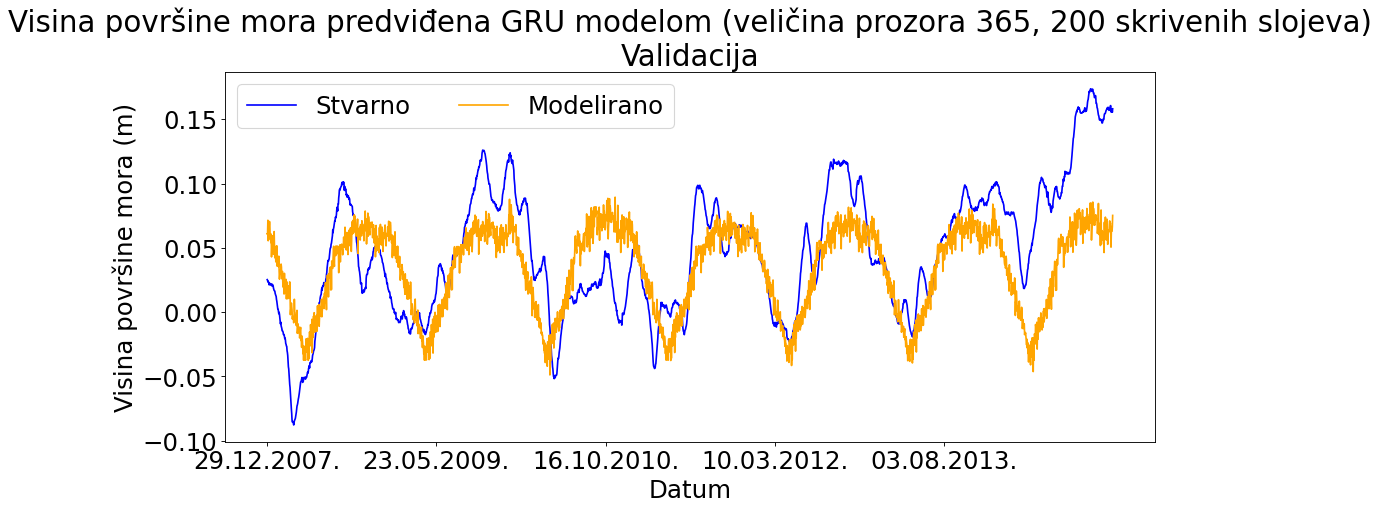 Visina površine mora predviđena GRU modelom (veličina prozora 365, 200 skrivenih slojeva)
Validacija
Stvarno
Modelirano
Visina površine mora (m)
0.15
0.10
0.05
0.00
−0.05
−0.10
29.12.2007.
23.05.2009.
16.10.2010.
10.03.2012.
03.08.2013.
Datum